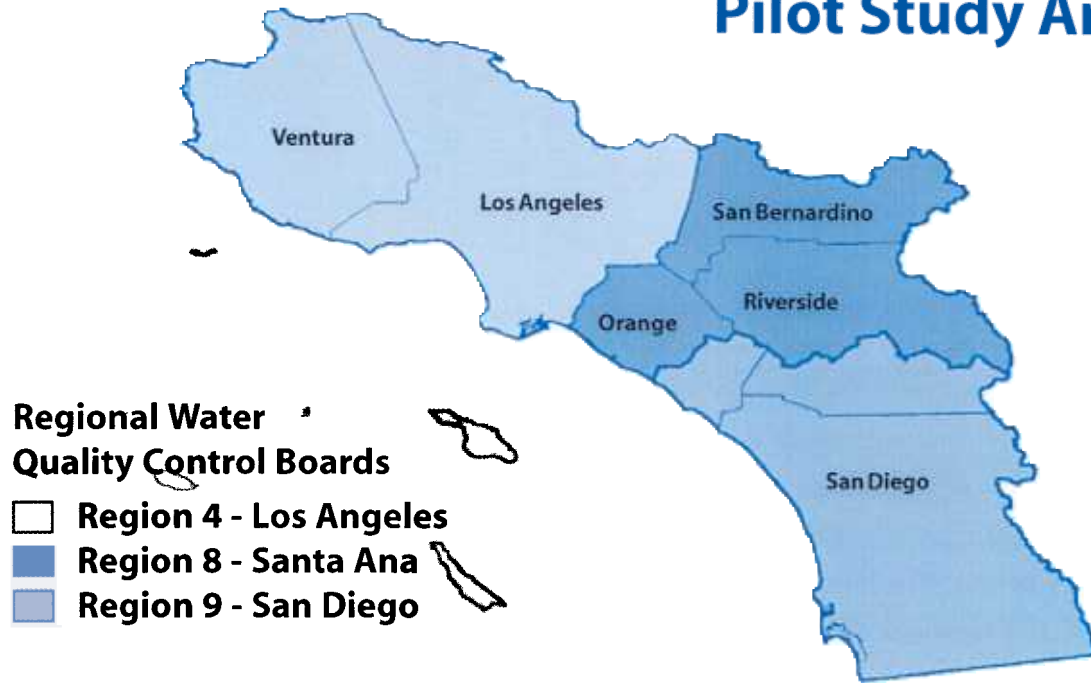 Pilot Study
Ventura
Los Angeles
San Bernardino
Riverside
Orange
San Diego
Regional Water
Quality Control Boards
Region 4 - Los Angeles
Region 8 - Santa Ana
Region 9 - San Diego